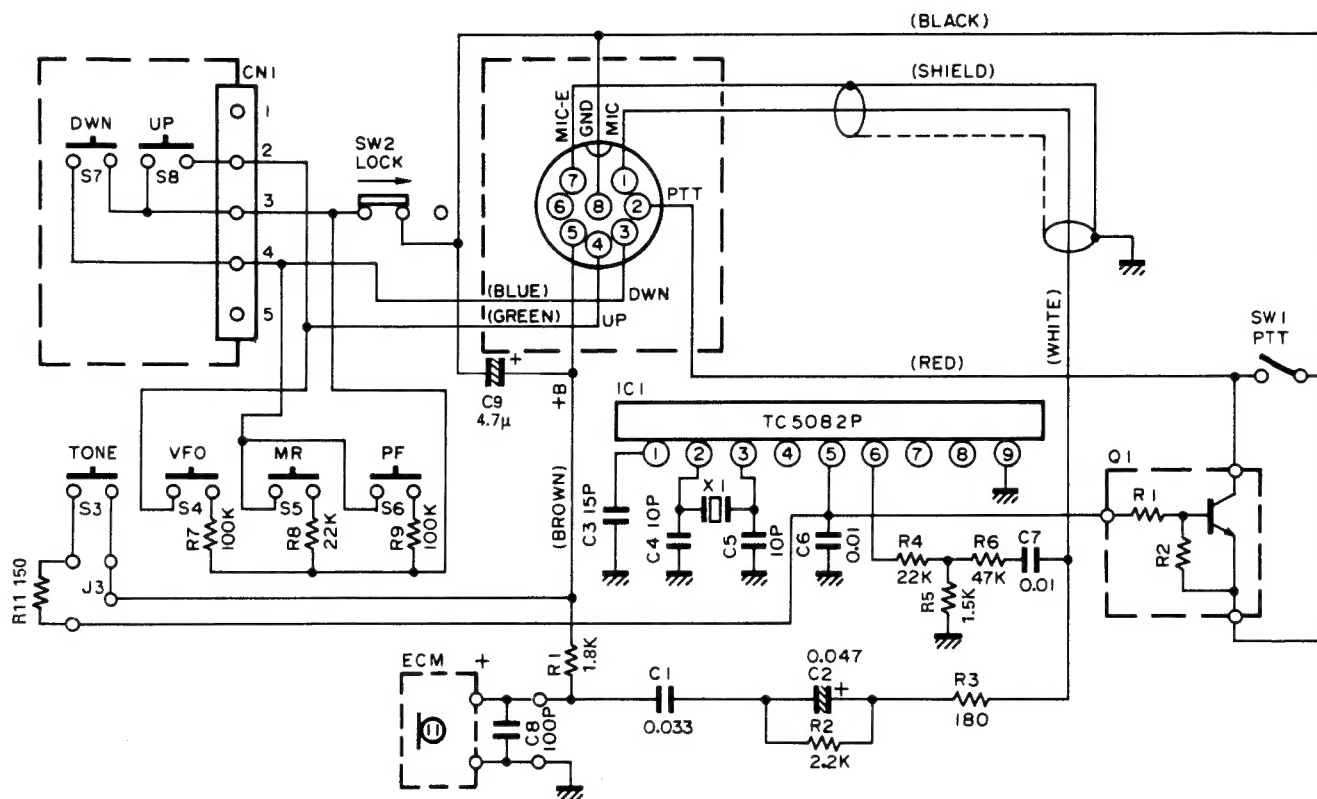 (BLACK)
CN1
(SHIELD)
MIC-E
GND
MIC
1
DWN
UP
SW2
LOCK
2
S7
S8
3
4
5
7
1
6
8
2
PTT
5
4
3
(BLUE)
DWN
(GREEN)
UP
(WHITE)
SW1
PTT
(RED)
+
C9
4.7μ
+B
IC1
TC5082P
1
2
3
4
5
6
7
8
9
TONE
VFO
MR
PF
S3
S4
S5
S6
R7
100K
R8
22K
R9
100K
(BROWN)
C3 15P
C4 10P
X1
C5
10P
C6
0.01
R4
22K
R6
47K
C7
0.01
R5
1.5K
Q1
R1
R2
R11 150
J3
R1
1.8K
ECM
+
C8
100P
C1
0.033
0.047
C2
+
R2
2.2K
R3
180